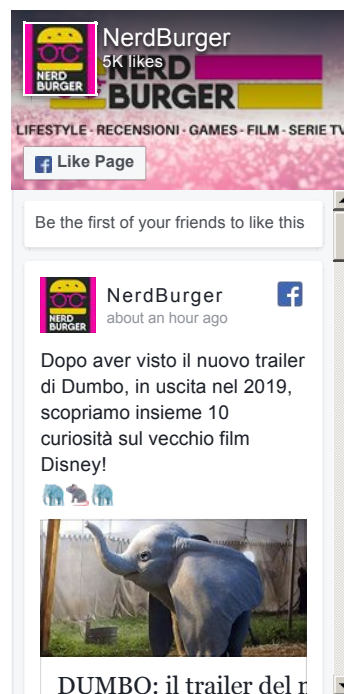 NerdBurger
5K likes
NERD
BURGER
NERD
BURGER
LIFESTYLE - RECENSIONI - GAMES - FILM - SERIE TV
Like Page
Be the first of your friends to like this
NerdBurger
about an hour ago
NERD
BURGER
Dopo aver visto il nuovo trailer
di Dumbo, in uscita nel 2019,
scopriamo insieme 10
curiosità sul vecchio film
Disney!
DUMBO: il trailer del